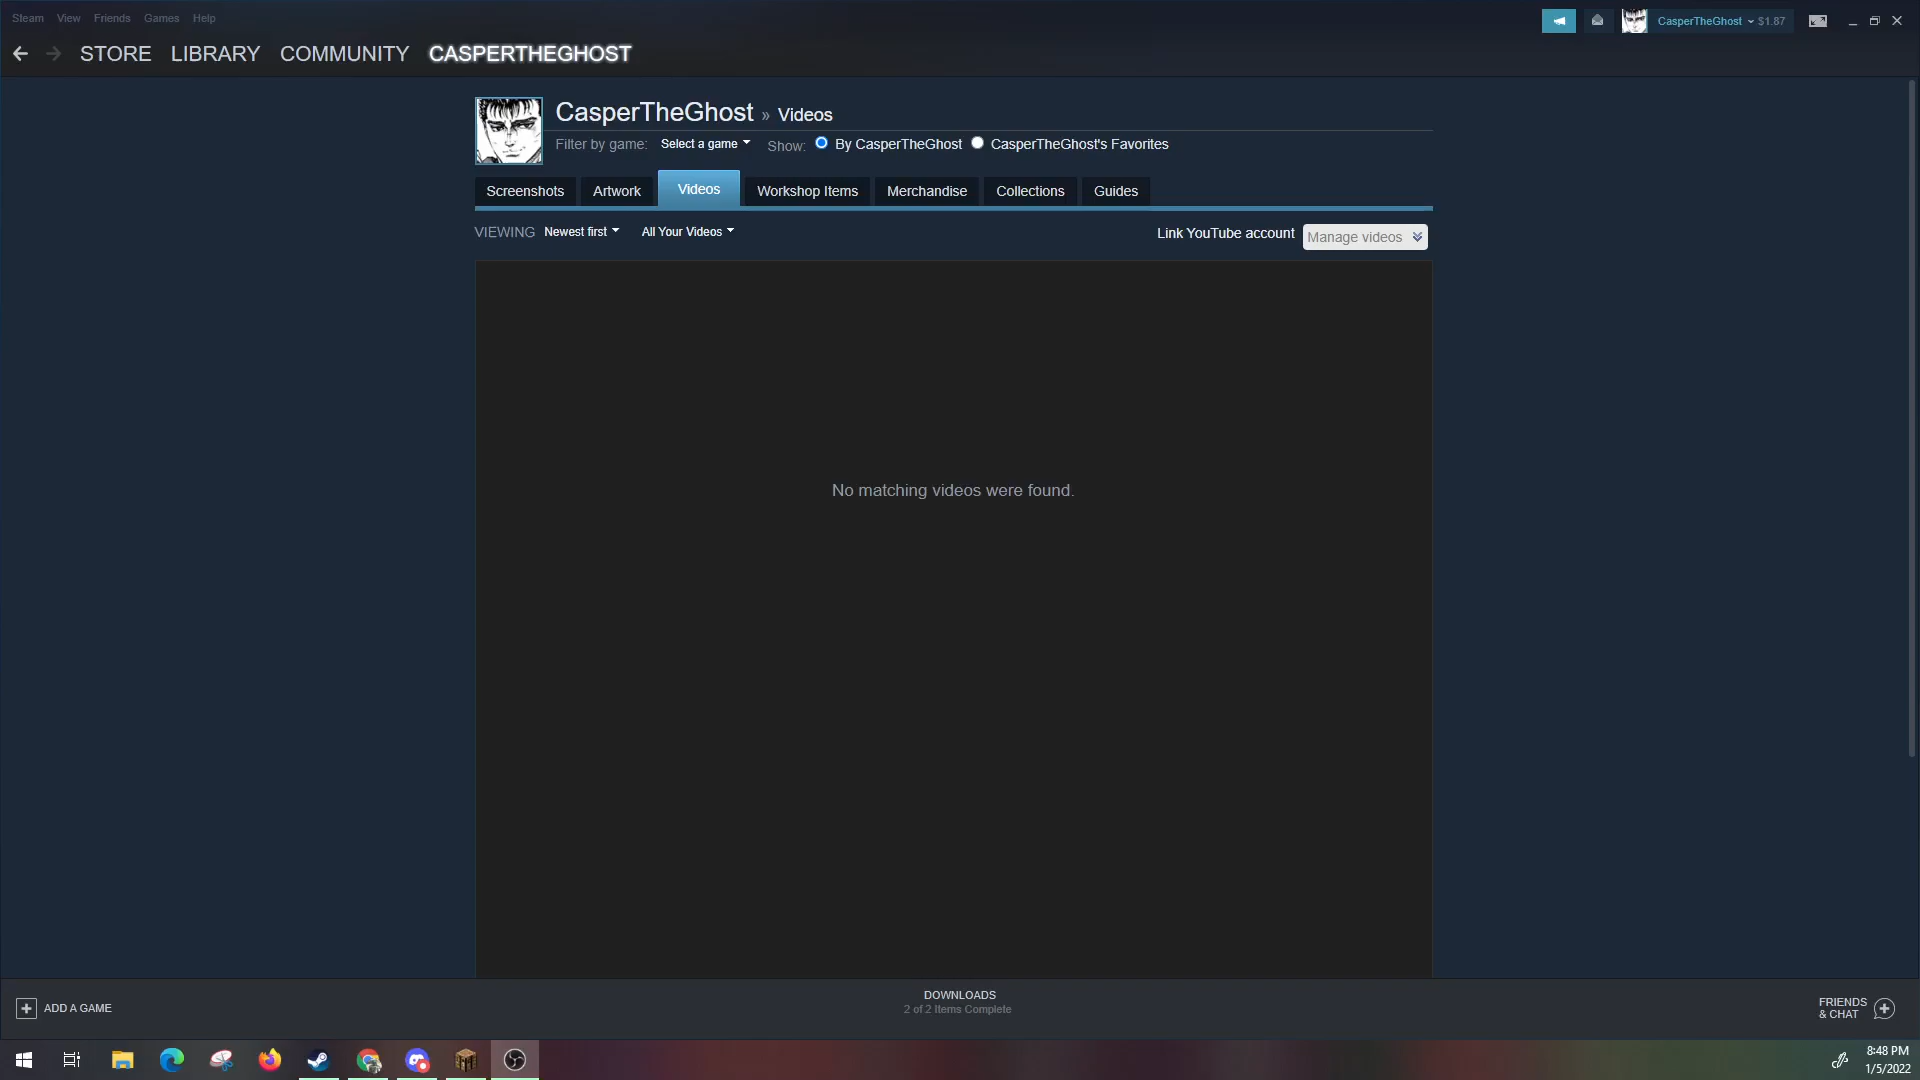 Steam View Friends Games Help
CasperTheGhost $1.87
STORE LIBRARY COMMUNITY CASPERTHEGHOST
CasperTheGhost » Videos
Filter by game: Select a game Show: By CasperTheGhost CasperTheGhost's Favorites
Screenshots Artwork Videos Workshop Items Merchandise Collections Guides
VIEWING Newest first All Your Videos Link YouTube account Manage videos
No matching videos were found.
ADD A GAME
DOWNLOADS
2 of 2 Items Complete
FRIENDS
& CHAT
8:48 PM
1/5/2022